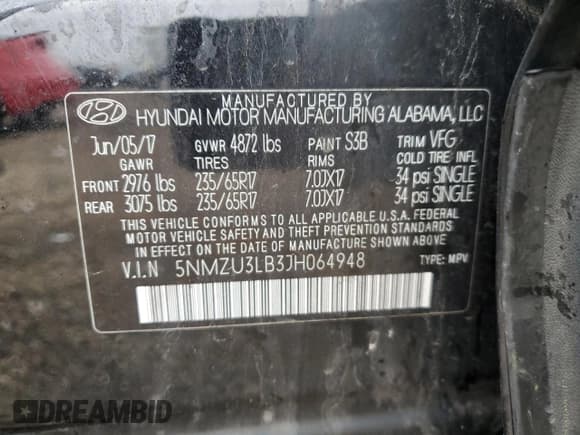 MANUFACTURED BY
HYUNDAI MOTOR MANUFACTURING ALABAMA, LLC
Jun/05/17 GVWR 4872 lbs PAINT S3B TRIM VFG
GAWR TIRES RIMS COLD TIRE INFL
FRONT 2976 lbs 235/65R17 7.0JX17 34 psi SINGLE
REAR 3075 lbs 235/65R17 7.0JX17 34 psi SINGLE
THIS VEHICLE CONFORMS TO ALL APPLICABLE U.S.A. FEDERAL
MOTOR VEHICLE SAFETY AND THEFT PREVENTION STANDARDS
IN EFFECT ON THE DATE OF MANUFACTURE SHOWN ABOVE.
V.I.N 5NMZU3LB3JH064948 TYPE: MPV
DREAMBID